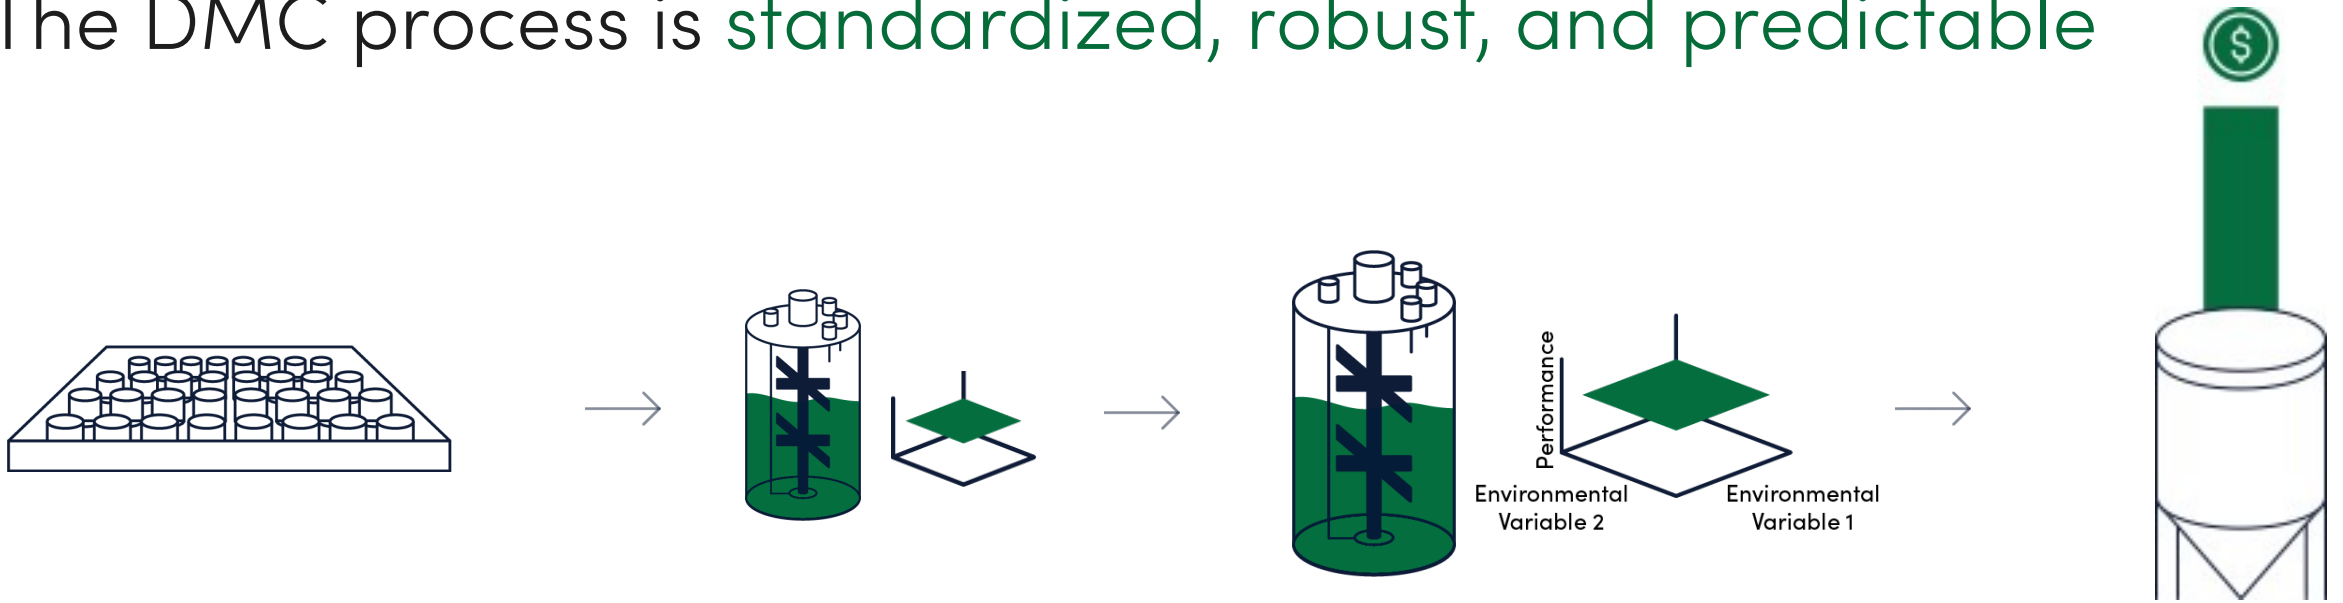 The DMC process is standardized, robust, and predictable
$
Performance
Environmental
Variable 2
Environmental
Variable 1